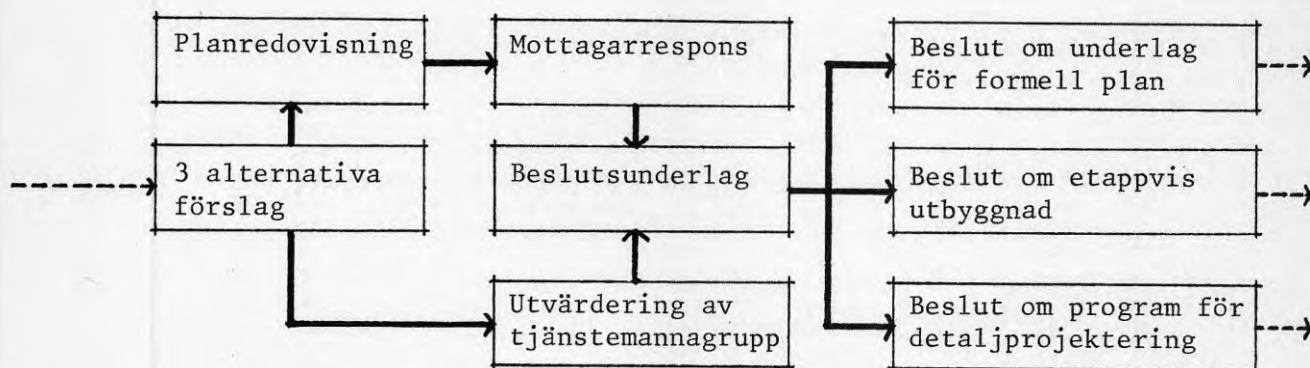 Planredovisning
Mottagarrespons
Beslut om underlag
för formell plan
3 alternativa
förslag
Beslutsunderlag
Beslut om etappvis
utbyggnad
Utvärdering av
tjänstemannagrupp
Beslut om program för
detaljprojektering